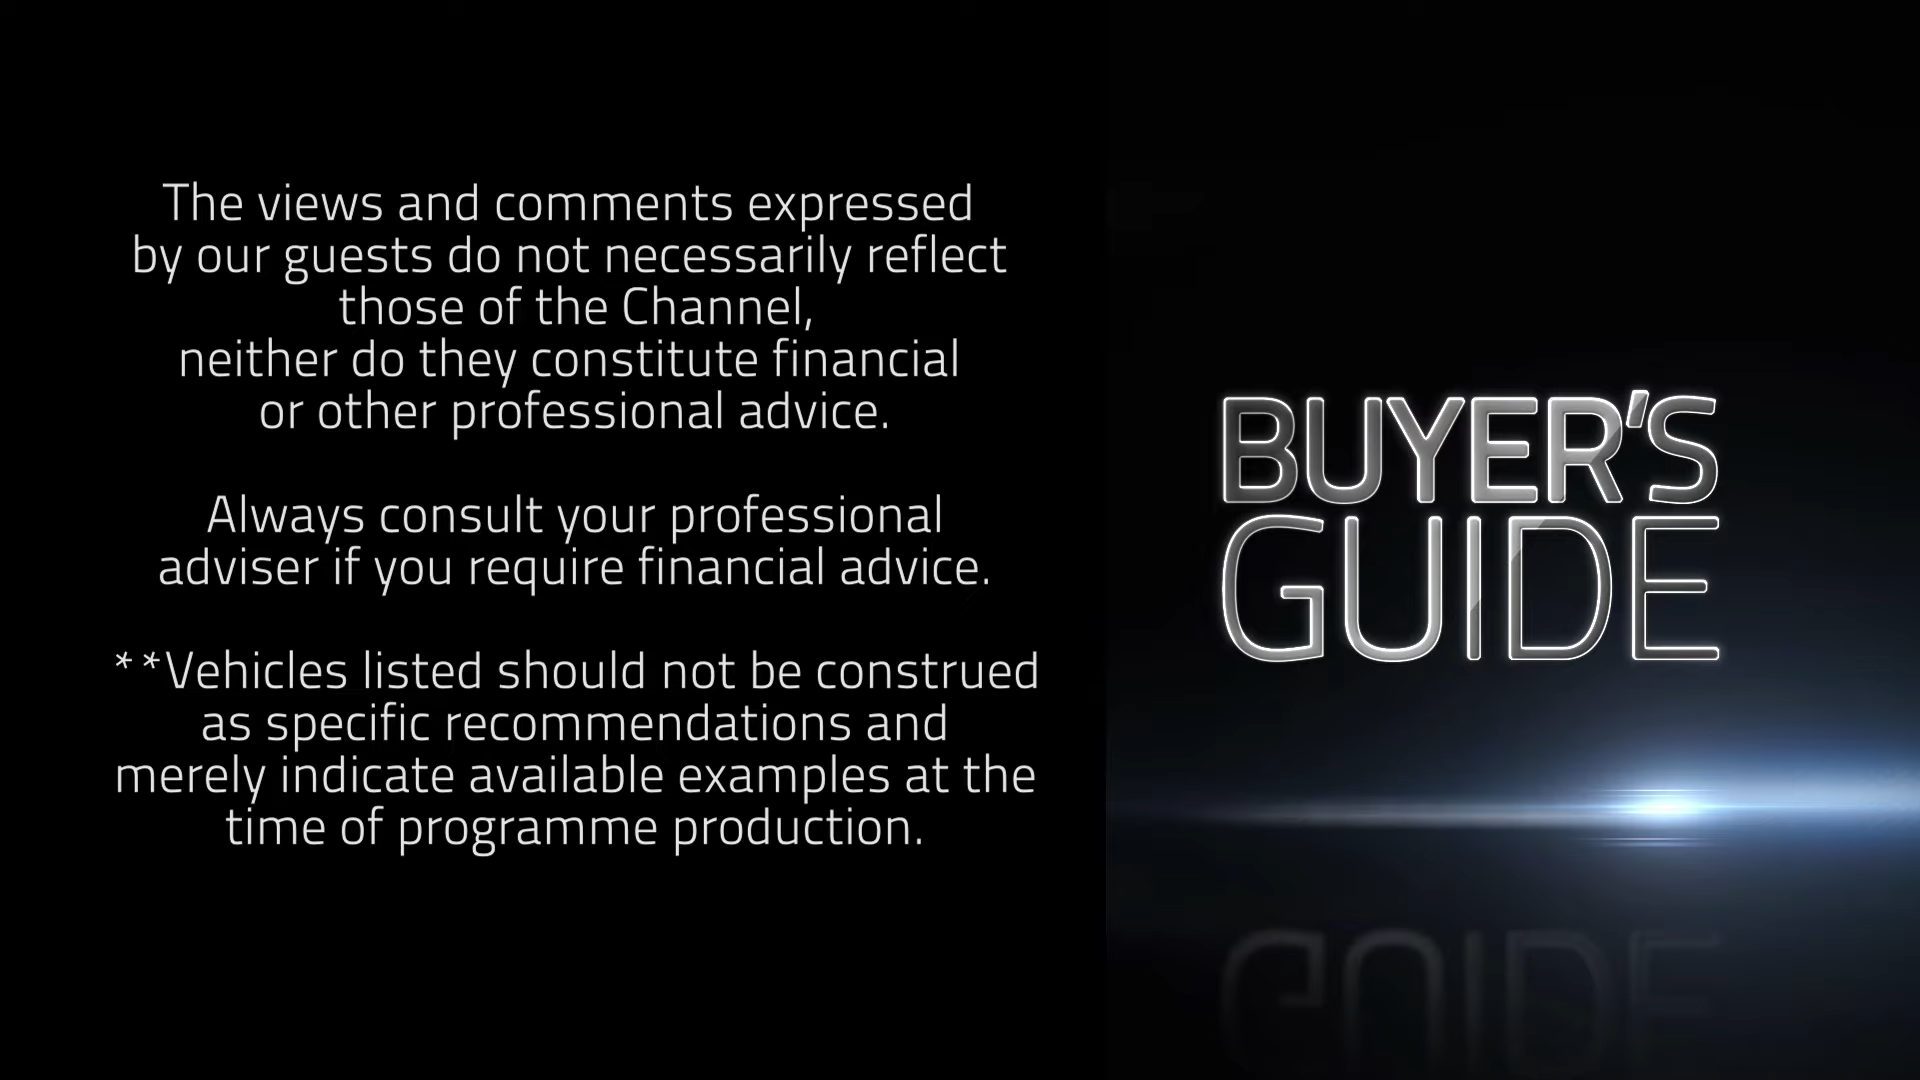 The views and comments expressed
by our guests do not necessarily reflect
those of the Channel,
neither do they constitute financial
or other professional advice.
Always consult your professional
adviser if you require financial advice.
**Vehicles listed should not be construed
as specific recommendations and
merely indicate available examples at the
time of programme production.
BUYER'S
GUIDE